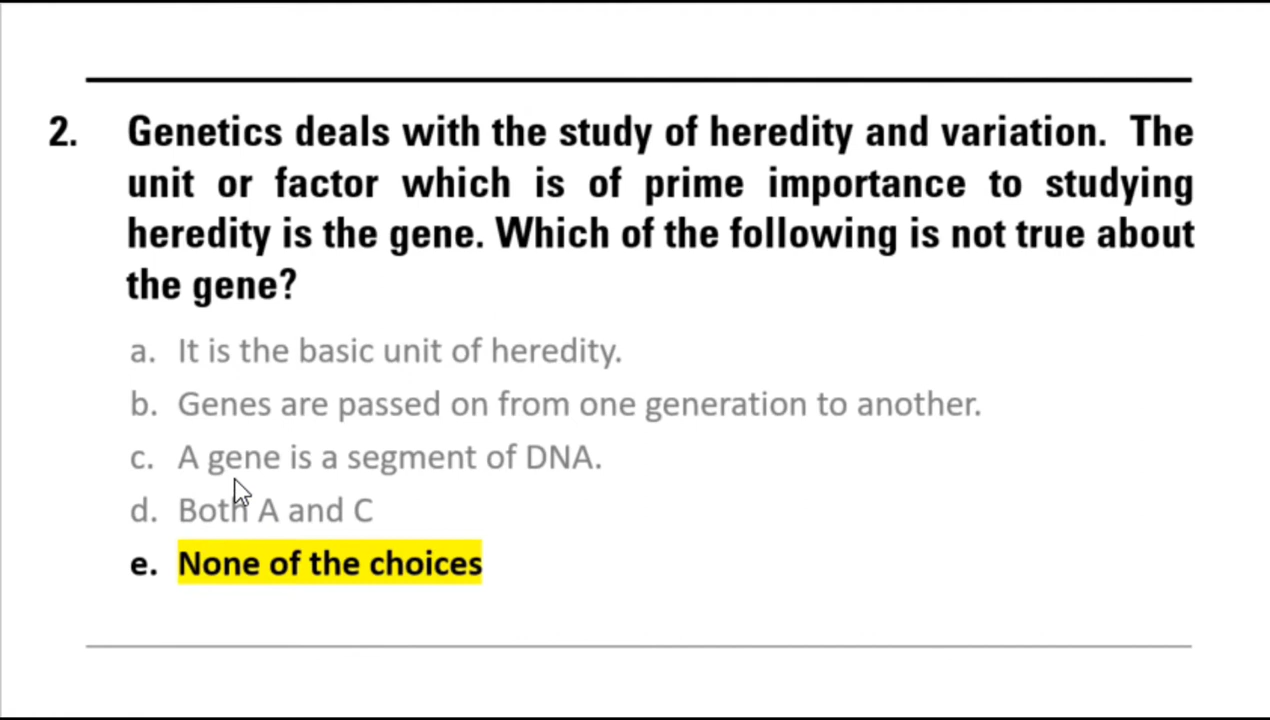 2. Genetics deals with the study of heredity and variation. The
unit or factor which is of prime importance to studying
heredity is the gene. Which of the following is not true about
the gene?
a. It is the basic unit of heredity.
b. Genes are passed on from one generation to another.
c. A gene is a segment of DNA.
d. Both A and C
e. None of the choices